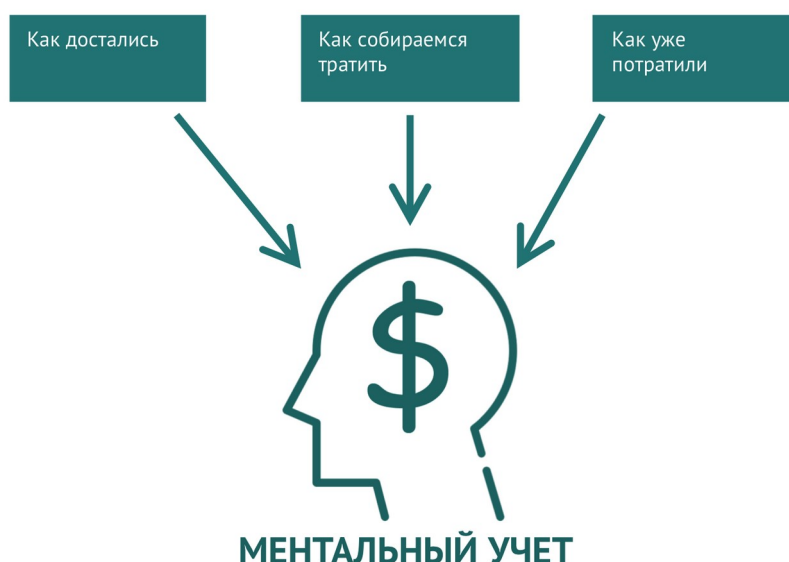 Как достались
Как собираемся
тратить
Как уже
потратили
$
МЕНТАЛЬНЫЙ УЧЕТ